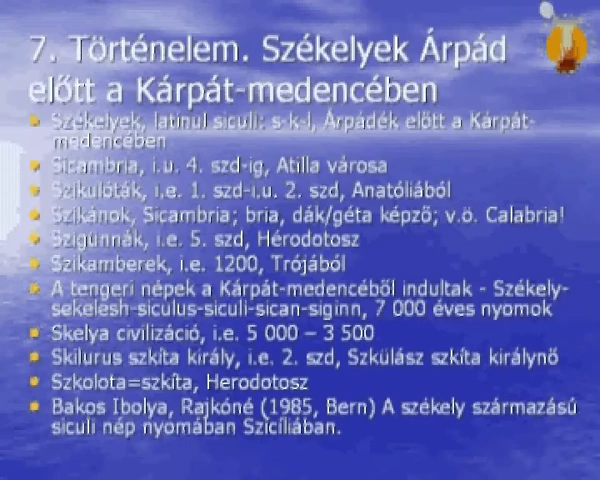 7. Történelem. Székelyek Árpád
előtt a Kárpát-medencében
Székelyek, latinul siculi: s-k-l, Árpádék előtt a Kárpát-
medencében
Sicambria, i.u. 4. szd-ig, Atilla városa
Szikulóták, i.e. 1. szd-i.u. 2. szd, Anatóliából
Szikánok, Sicambria; bria, dák/géta képző; v.ö. Calabria!
Szigünnák, i.e. 5. szd, Hérodotosz
Szikamberek, i.e. 1200, Trójából
A tengeri népek a Kárpát-medencéből indultak - Székely-
sekelesh-siculus-siculi-sican-siginn, 7 000 éves nyomok
Skelya civilizáció, i.e. 5 000 – 3 500
Skilurus szkíta király, i.e. 2. szd, Szkülász szkíta királynő
Szkolota=szkíta, Herodotosz
Bakos Ibolya, Rajkóné (1985, Bern) A székely származású
siculi nép nyomában Szicíliában.